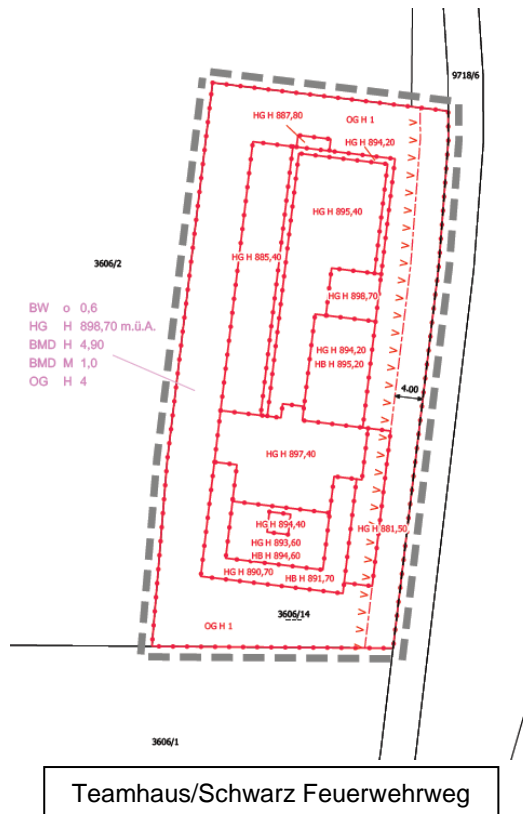 9718/6
HG H 887,80
OG H 1
HG H 894,20
HG H 895,40
HG H 885,40
3606/2
HG H 898,70
BW o 0,6
HG H 898,70 m.ü.A.
BMD H 4,90
BMD M 1,0
OG H 4
HG H 894,20
HB H 895,20
4.00
HG H 897,40
HG H 894,40
HG H 881,50
HG H 893,60
HB H 894,60
HG H 890,70
HB H 891,70
3606/14
OG H 1
3606/1
Teamhaus/Schwarz Feuerwehrweg